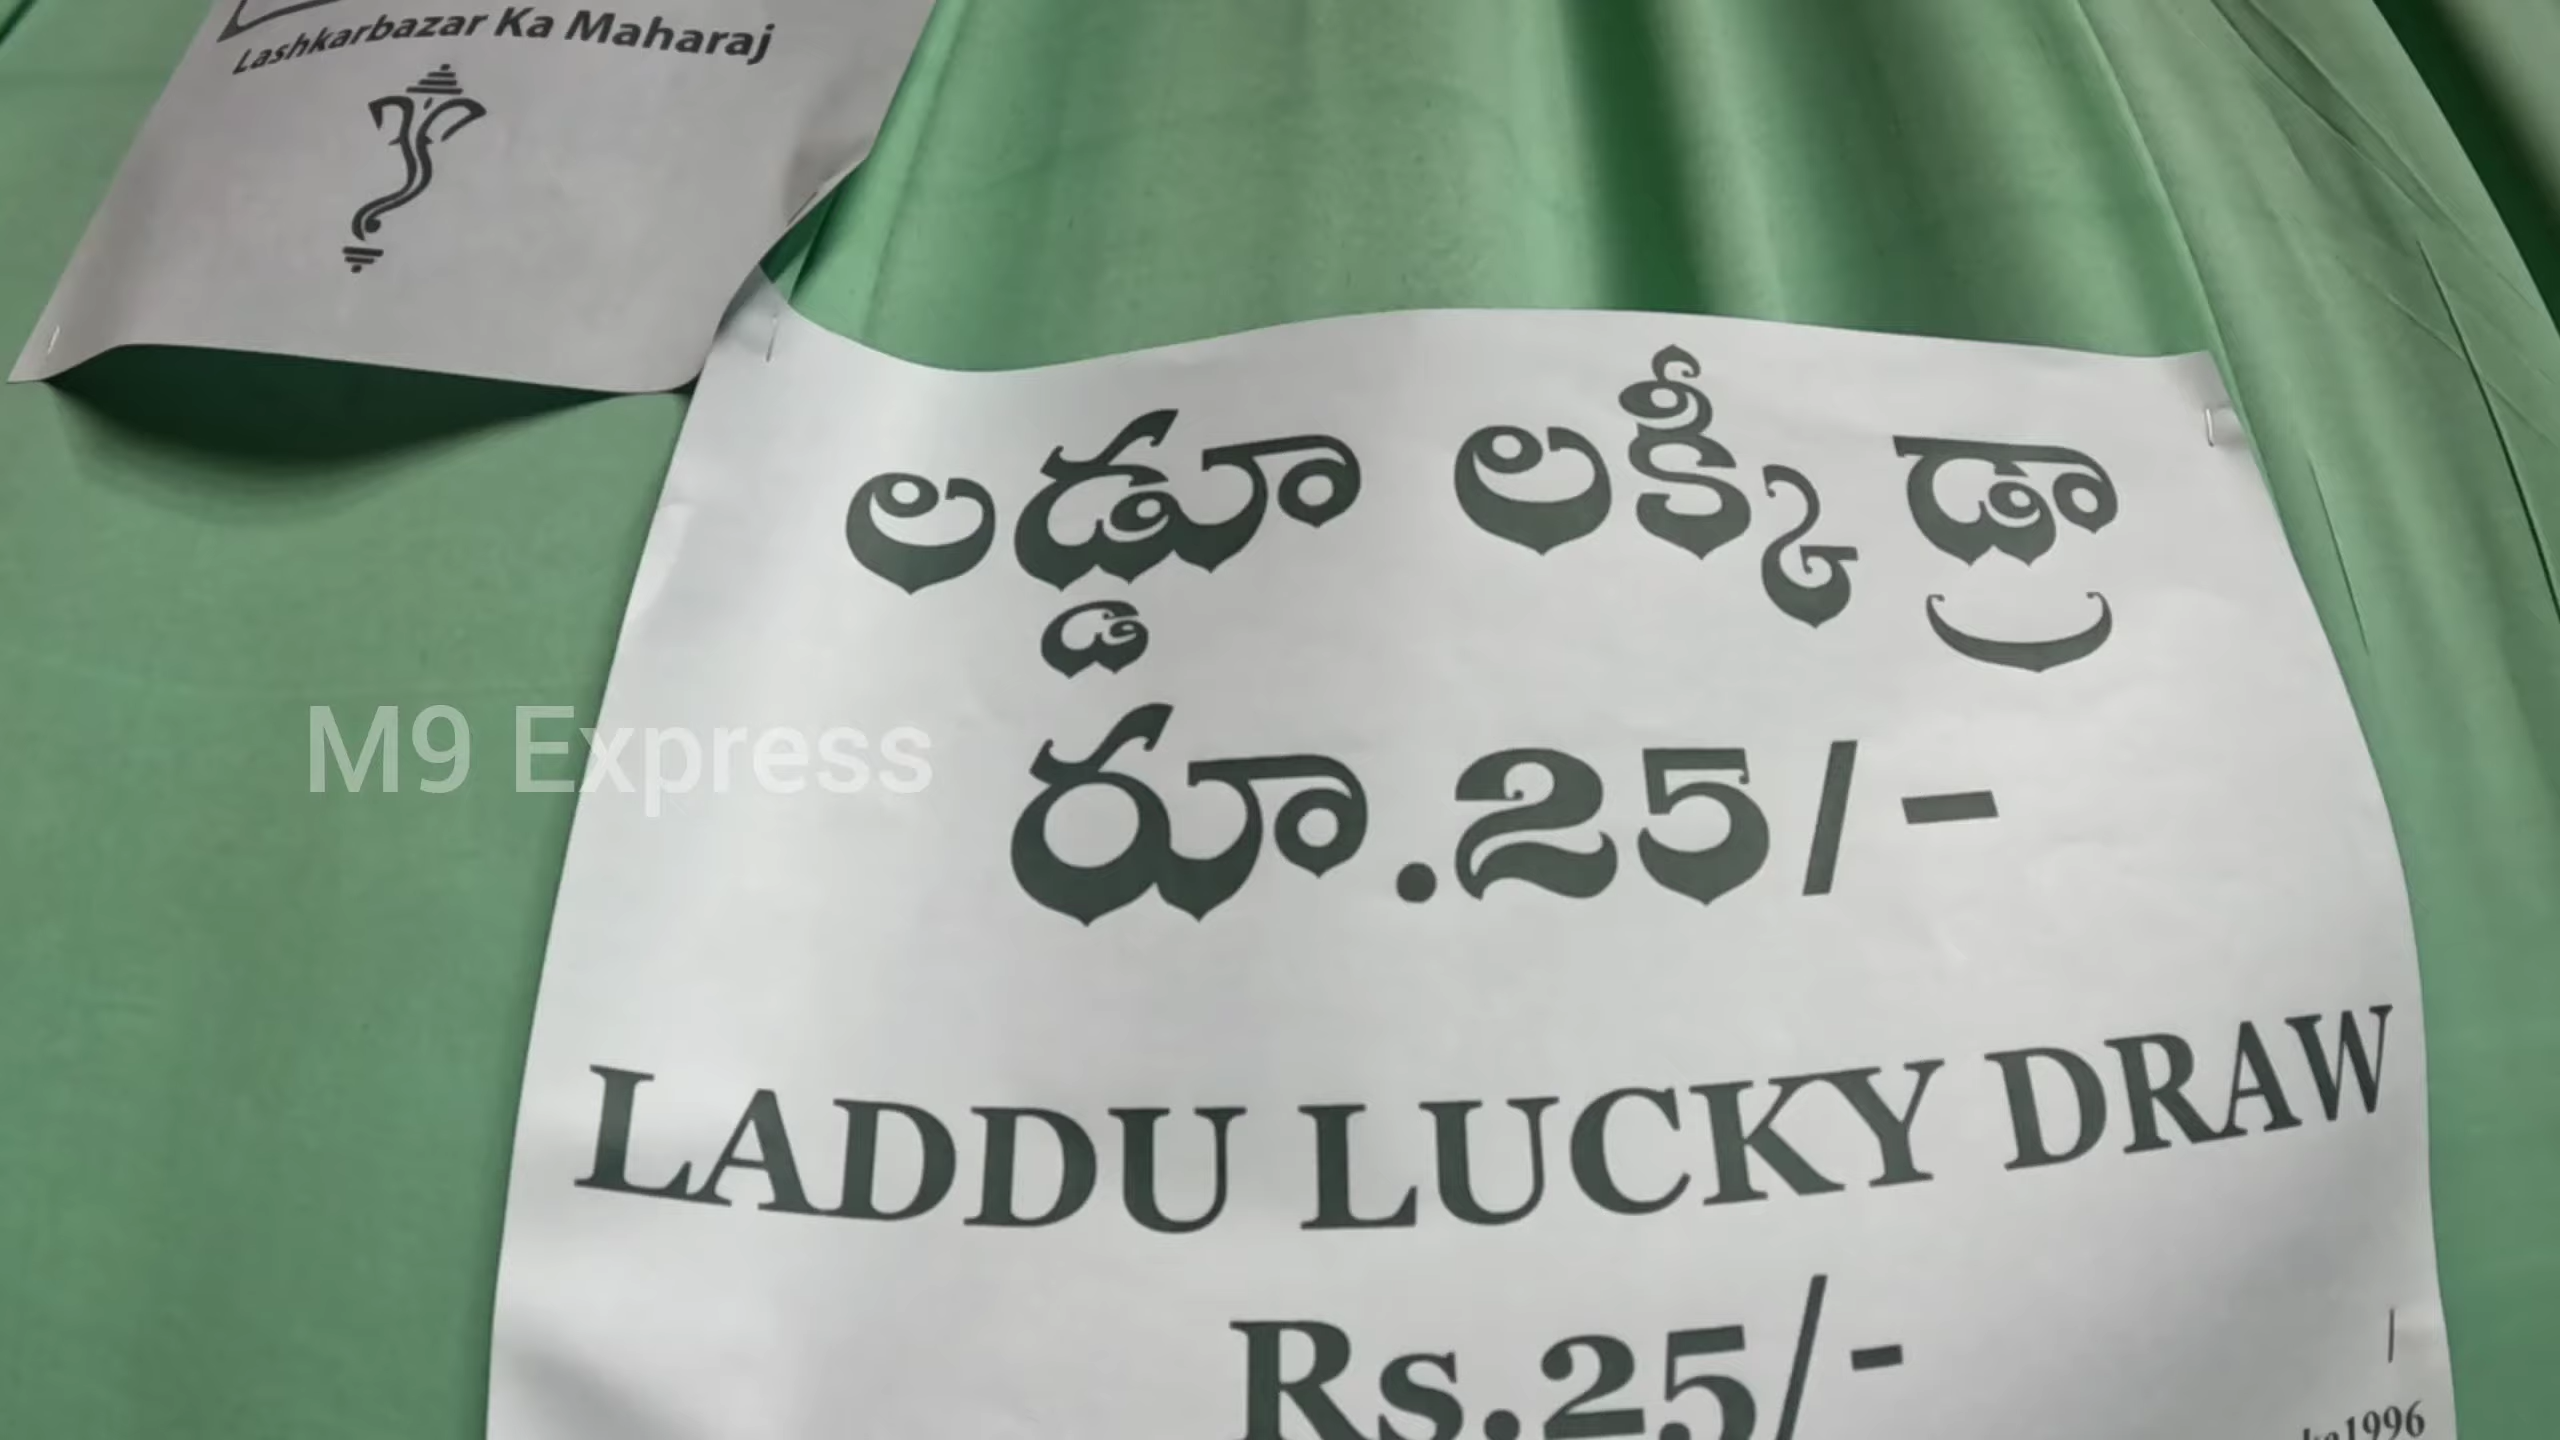 Lashkarbazar Ka Maharaj
లడ్డూ లక్కీ డ్రా
రూ.25/-
M9 Express
LADDU LUCKY DRAW
Rs.25/-